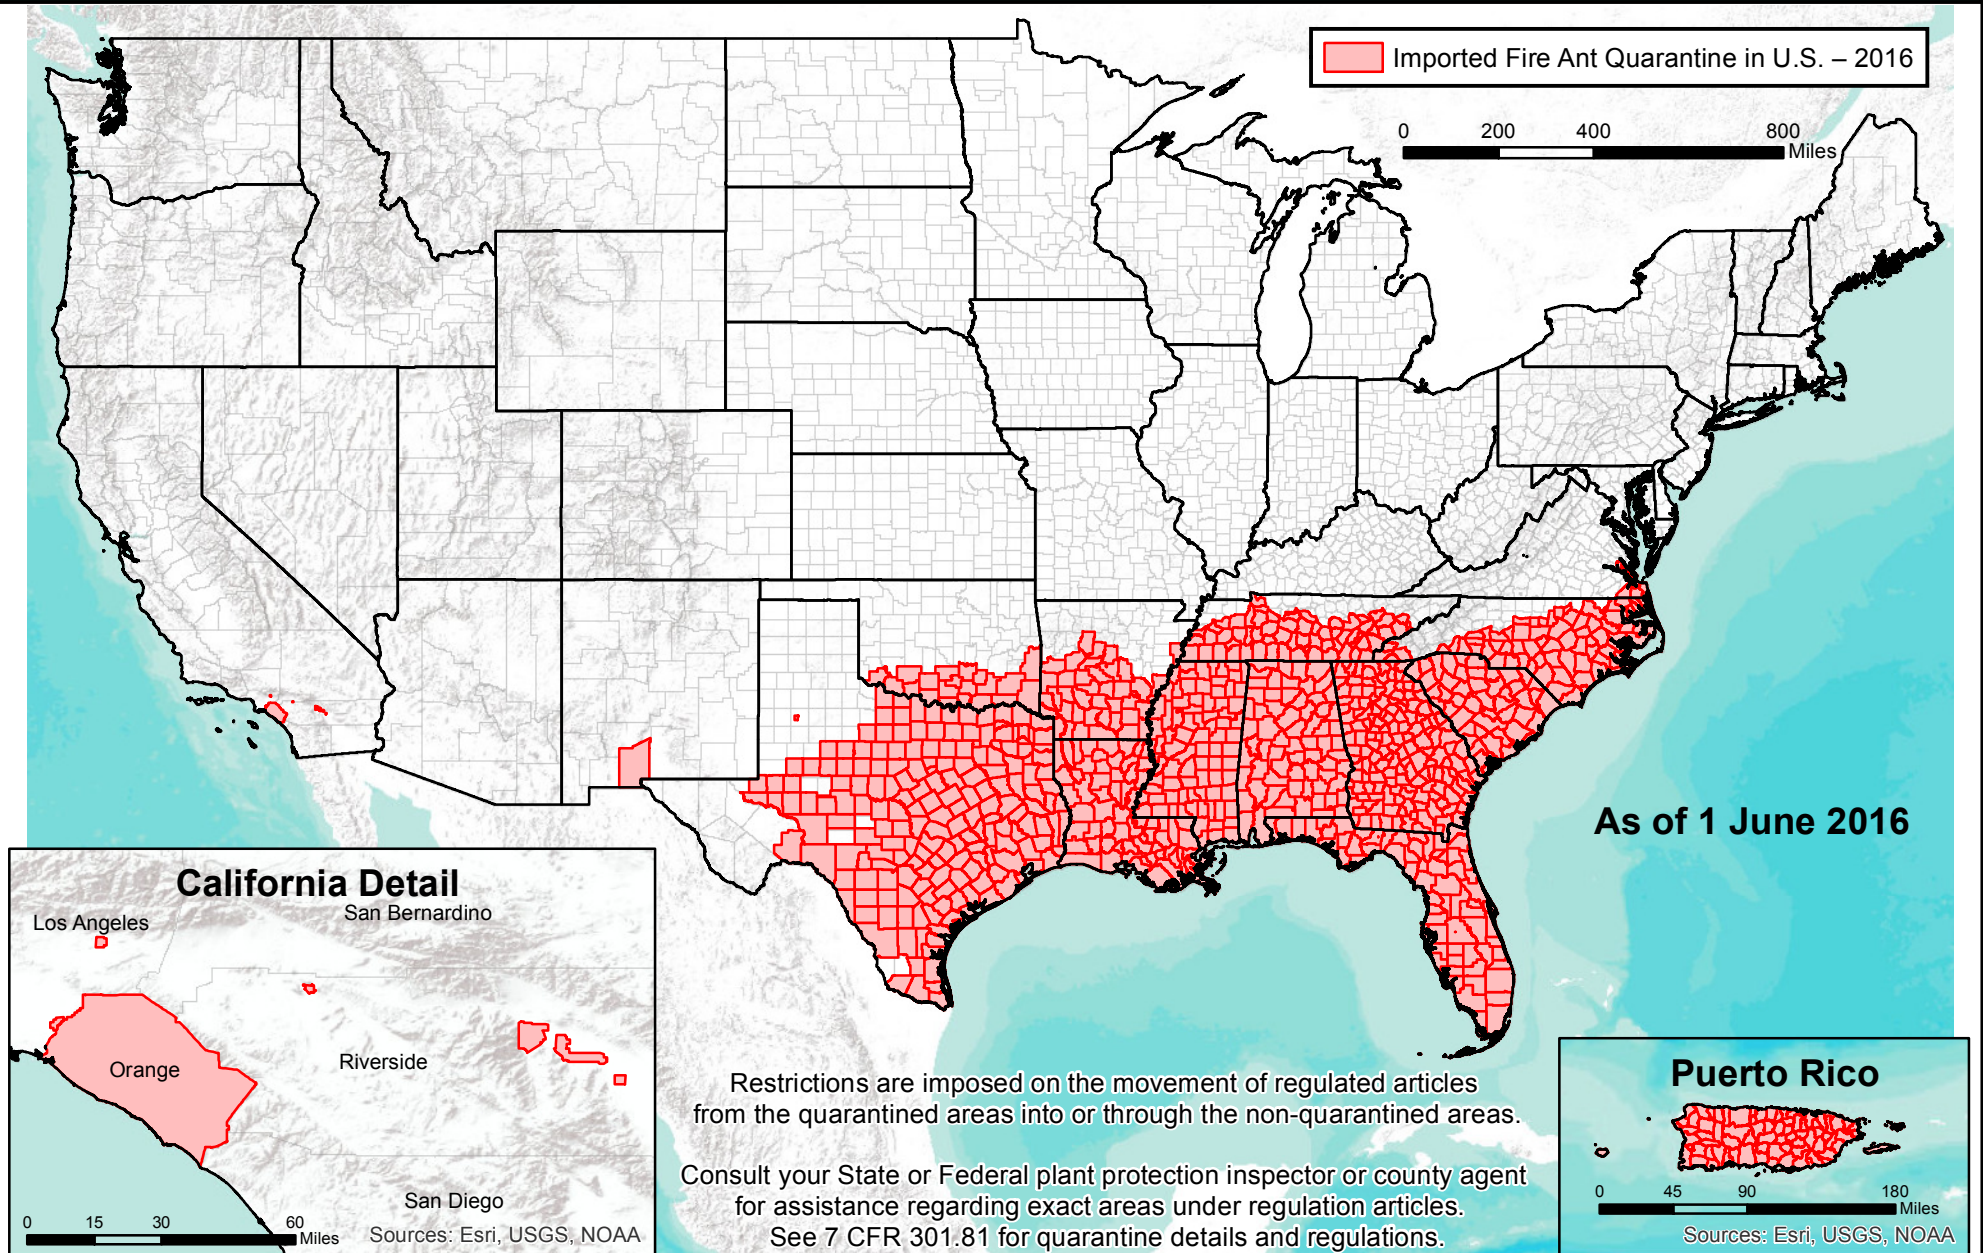 Imported Fire Ant Quarantine in U.S. – 2016
0 200 400 800
Miles
As of 1 June 2016
California Detail
San Bernardino
Los Angeles
Orange
Riverside
San Diego
0 15 30 60
Miles
Sources: Esri, USGS, NOAA
Restrictions are imposed on the movement of regulated articles
from the quarantined areas into or through the non-quarantined areas.
Consult your State or Federal plant protection inspector or county agent
for assistance regarding exact areas under regulation articles.
See 7 CFR 301.81 for quarantine details and regulations.
Puerto Rico
0 45 90 180
Miles
Sources: Esri, USGS, NOAA